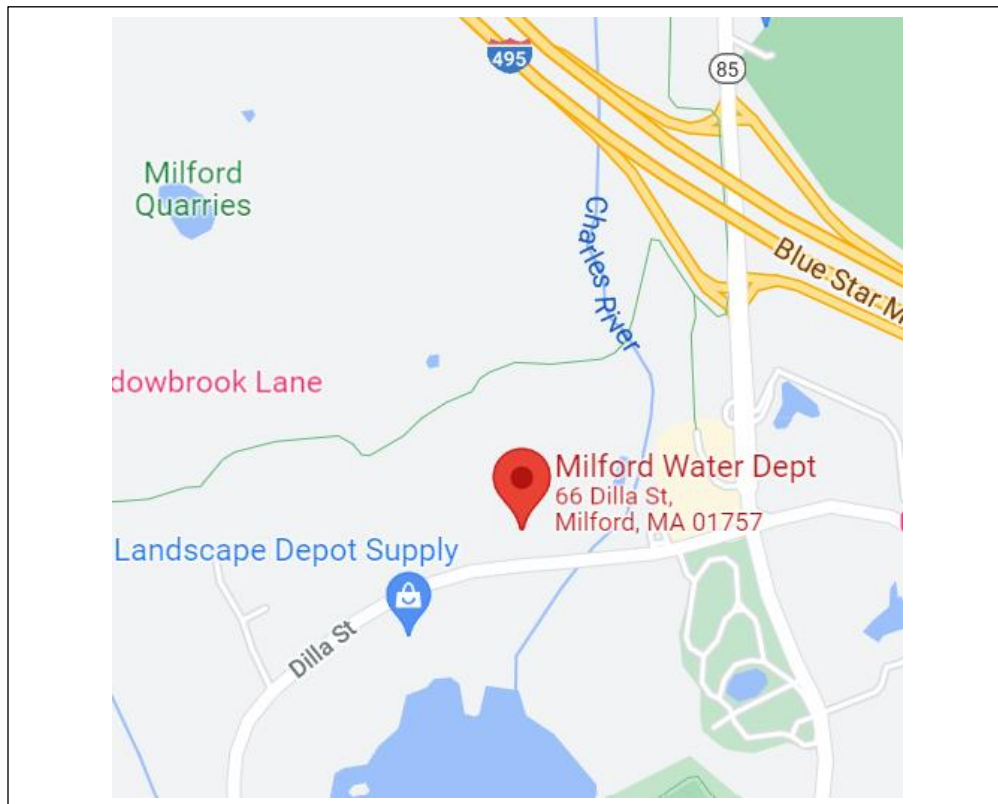 495
85
Milford
Quarries
Charles River
Blue Star M
dowbrook Lane
Milford Water Dept
66 Dilla St,
Milford, MA 01757
Landscape Depot Supply
Dilla St